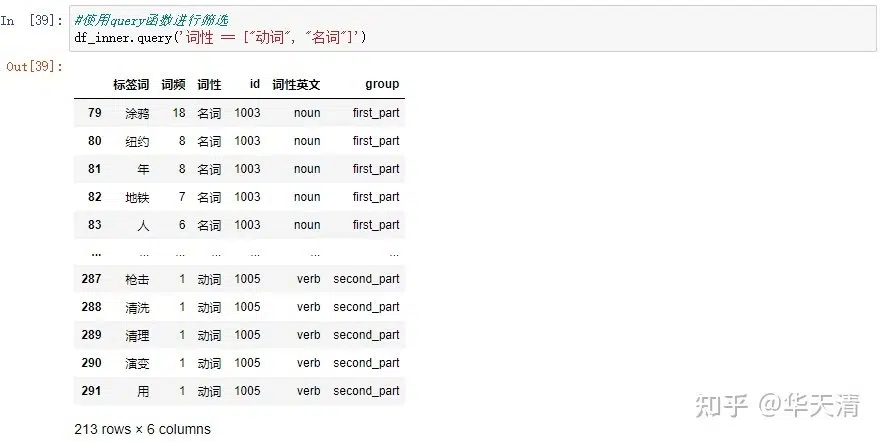 In [39]: #使用query函数进行筛选
df_inner.query('词性 == ["动词", "名词"]')
Out[39]:
标签词 词频 词性 id 词性英文 group
79 涂鸦 18 名词 1003 noun first_part
80 纽约 8 名词 1003 noun first_part
81 年 8 名词 1003 noun first_part
82 地铁 7 名词 1003 noun first_part
83 人 6 名词 1003 noun first_part
... ... ... ... ... ... ...
287 枪击 1 动词 1005 verb second_part
288 清洗 1 动词 1005 verb second_part
289 清理 1 动词 1005 verb second_part
290 演变 1 动词 1005 verb second_part
291 用 1 动词 1005 verb second_part
213 rows × 6 columns
知乎 @华天清